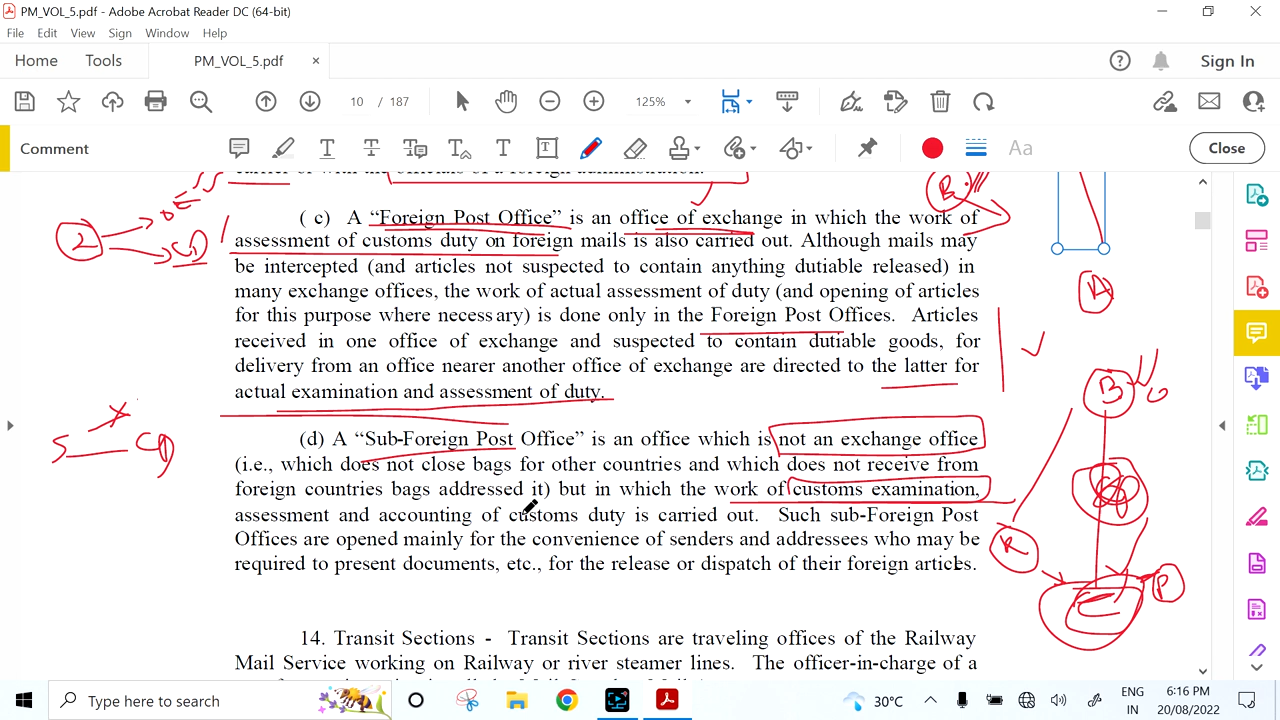 PM_VOL_5.pdf - Adobe Acrobat Reader DC (64-bit)
File Edit View Sign Window Help
Home Tools PM_VOL_5.pdf × Sign In
10 / 187 125%
Comment Aa Close
( c) A “Foreign Post Office” is an office of exchange in which the work of
assessment of customs duty on foreign mails is also carried out. Although mails may
be intercepted (and articles not suspected to contain anything dutiable released) in
many exchange offices, the work of actual assessment of duty (and opening of articles
for this purpose where necessary) is done only in the Foreign Post Offices. Articles
received in one office of exchange and suspected to contain dutiable goods, for
delivery from an office nearer another office of exchange are directed to the latter for
actual examination and assessment of duty.
(d) A “Sub-Foreign Post Office” is an office which is not an exchange office
(i.e., which does not close bags for other countries and which does not receive from
foreign countries bags addressed it) but in which the work of customs examination,
assessment and accounting of customs duty is carried out. Such sub-Foreign Post
Offices are opened mainly for the convenience of senders and addressees who may be
required to present documents, etc., for the release or dispatch of their foreign articles.
14. Transit Sections - Transit Sections are traveling offices of the Railway
Mail Service working on Railway or river steamer lines. The officer-in-charge of a
2
OE
CD
S CD
R
A
B
R
C
P
Type here to search
30°C
ENG
IN
6:16 PM
20/08/2022